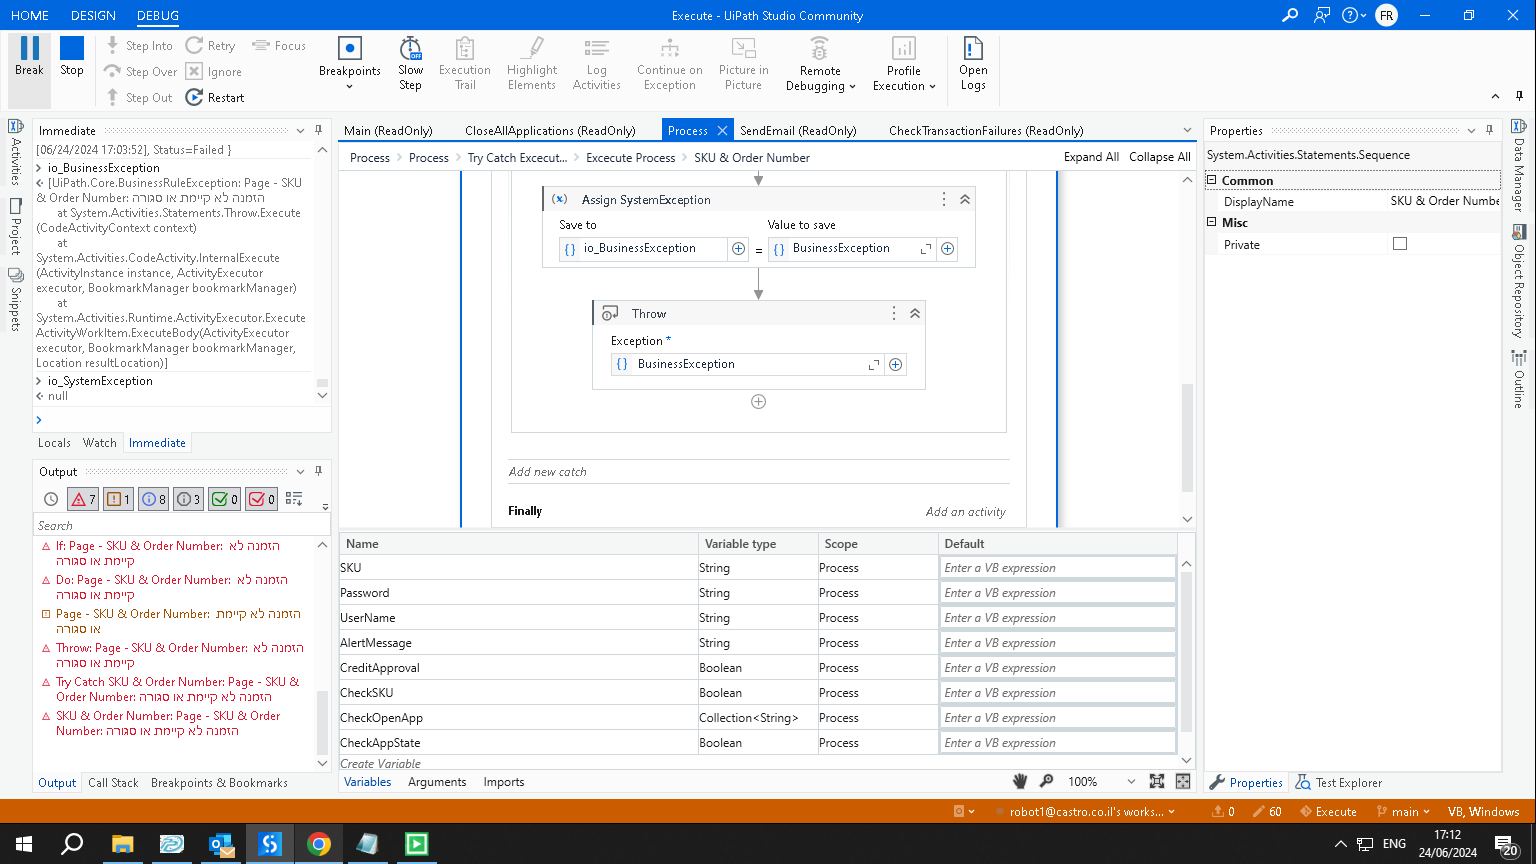 HOME DESIGN DEBUG
Execute - UiPath Studio Community
FR
Break
Stop
Step Into
Step Over
Step Out
Retry
Ignore
Restart
Focus
Breakpoints
Slow
Step
Execution
Trail
Highlight
Elements
Log
Activities
Continue on
Exception
Picture in
Picture
Remote
Debugging
Profile
Execution
Open
Logs
Activities
Project
Snippets
Immediate
[06/24/2024 17:03:52], Status=Failed }
io_BusinessException
[UiPath.Core.BusinessRuleException: Page - SKU
& Order Number: הזמנה לא קיימת או סגורה
at System.Activities.Statements.Throw.Execute
(CodeActivityContext context)
at
System.Activities.CodeActivity.InternalExecute
(ActivityInstance instance, ActivityExecutor
executor, BookmarkManager bookmarkManager)
at
System.Activities.Runtime.ActivityExecutor.Execute
ActivityWorkItem.ExecuteBody(ActivityExecutor
executor, BookmarkManager bookmarkManager,
Location resultLocation)]
io_SystemException
null
Locals Watch Immediate
Output
7 1 8 3 0 0
Search
If: Page - SKU & Order Number: הזמנה לא
קיימת או סגורה
Do: Page - SKU & Order Number: הזמנה לא
קיימת או סגורה
Page - SKU & Order Number: הזמנה לא קיימת
או סגורה
Throw: Page - SKU & Order Number: הזמנה לא
קיימת או סגורה
Try Catch SKU & Order Number: Page - SKU &
Order Number: הזמנה לא קיימת או סגורה
SKU & Order Number: Page - SKU & Order
Number: הזמנה לא קיימת או סגורה
Output Call Stack Breakpoints & Bookmarks
Main (ReadOnly) CloseAllApplications (ReadOnly) Process SendEmail (ReadOnly) CheckTransactionFailures (ReadOnly)
Process > Process > Try Catch Excecut... > Excecute Process > SKU & Order Number
Expand All Collapse All
(x) Assign SystemException
Save to Value to save
{} io_BusinessException = {} BusinessException
Throw
Exception *
{} BusinessException
Add new catch
Finally Add an activity
Name Variable type Scope Default
SKU String Process Enter a VB expression
Password String Process Enter a VB expression
UserName String Process Enter a VB expression
AlertMessage String Process Enter a VB expression
CreditApproval Boolean Process Enter a VB expression
CheckSKU Boolean Process Enter a VB expression
CheckOpenApp Collection<String> Process Enter a VB expression
CheckAppState Boolean Process Enter a VB expression
Create Variable
Variables Arguments Imports
100%
Properties
System.Activities.Statements.Sequence
Common
DisplayName SKU & Order Numbe
Misc
Private
Properties Test Explorer
Data Manager
Object Repository
Outline
robot1@castro.co.il's works... 0 60 Execute main VB, Windows
ENG
17:12
24/06/2024
20